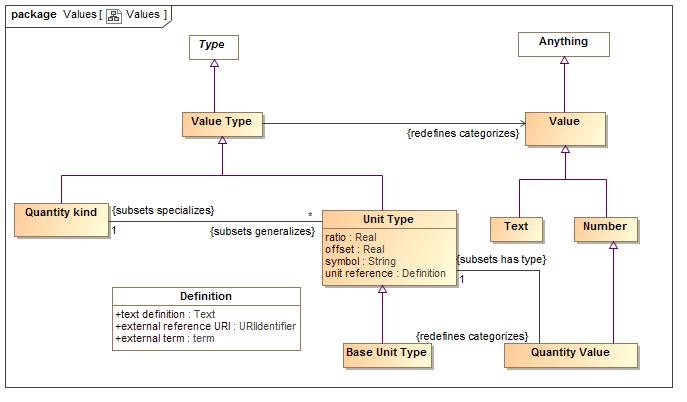 package Values [ Values ]
Type
Anything
Value Type
{redefines categorizes}
Value
Quantity kind
{subsets specializes}
1
*
{subsets generalizes}
Unit Type
ratio : Real
offset : Real
symbol : String
unit reference : Definition
Text
Number
{subsets has type}
1
Definition
+text definition : Text
+external reference URI : URIIdentifier
+external term : term
{redefines categorizes}
Base Unit Type
Quantity Value